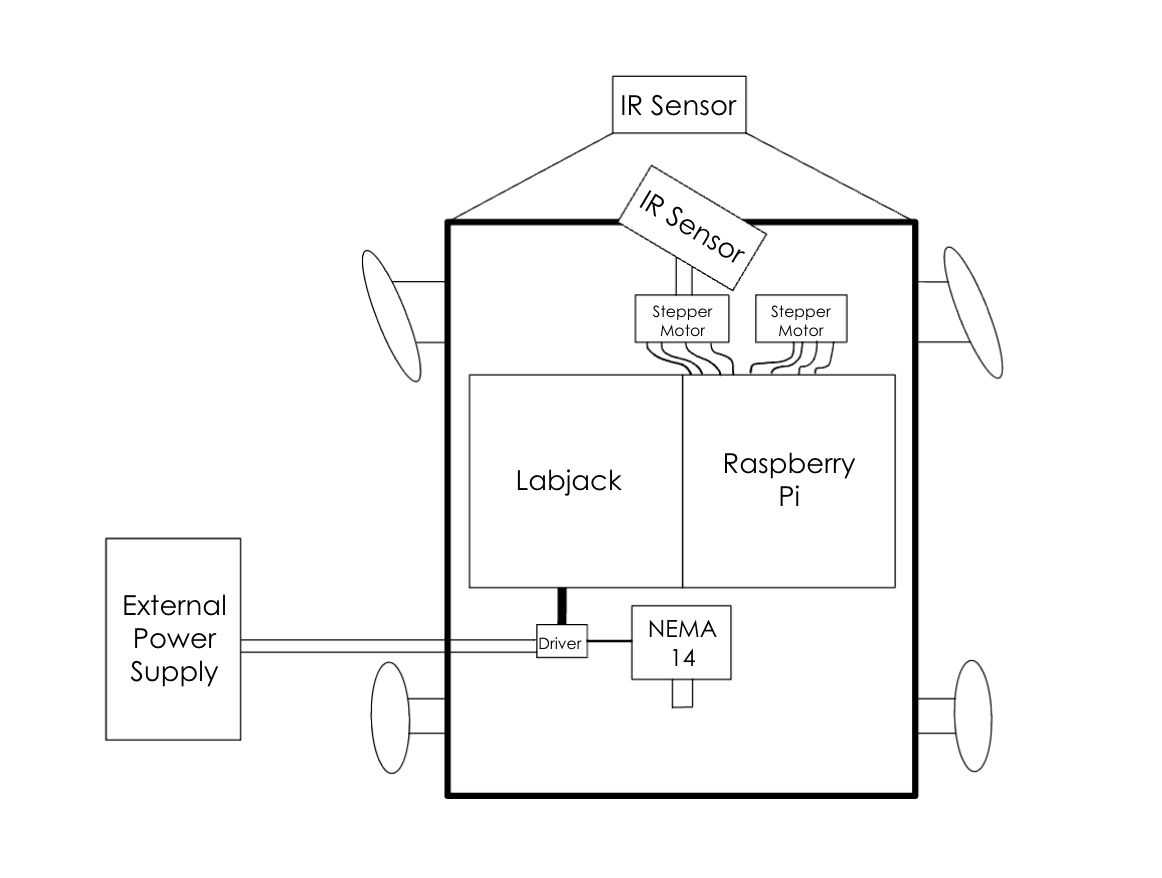 IR Sensor
IR Sensor
Stepper
Motor
Stepper
Motor
Labjack
Raspberry
Pi
External
Power
Supply
Driver
NEMA
14